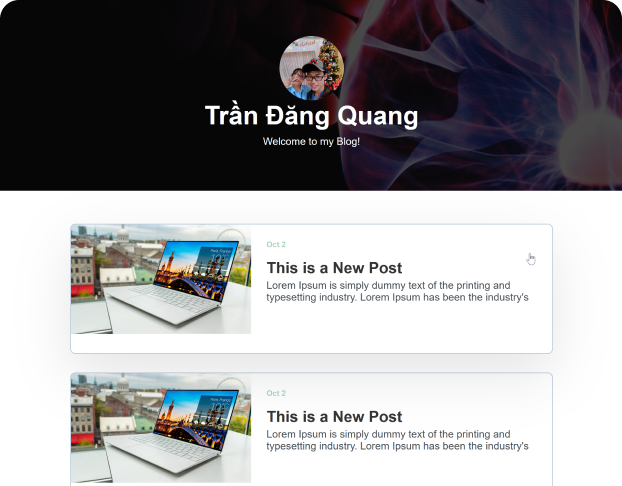 Trần Đăng Quang
Welcome to my Blog!
Oct 2
This is a New Post
Lorem Ipsum is simply dummy text of the printing and
typesetting industry. Lorem Ipsum has been the industry's
Oct 2
This is a New Post
Lorem Ipsum is simply dummy text of the printing and
typesetting industry. Lorem Ipsum has been the industry's